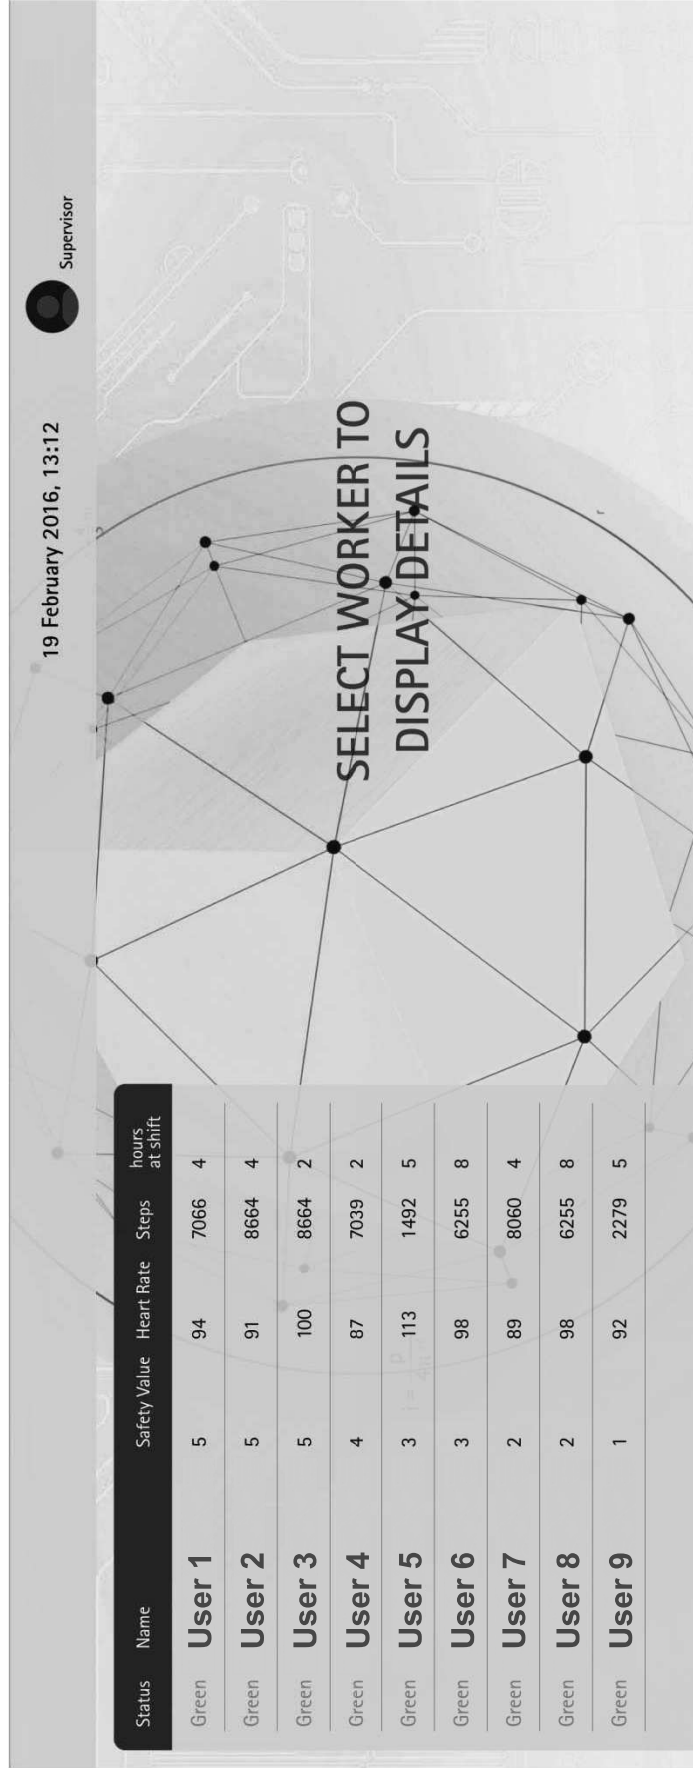 19 February 2016, 13:12
Supervisor
Status Name Safety Value Heart Rate Steps hours at shift
Green User 1 5 94 7066 4
Green User 2 5 91 8664 4
Green User 3 5 100 8664 2
Green User 4 4 87 7039 2
Green User 5 3 113 1492 5
Green User 6 3 98 6255 8
Green User 7 2 89 8060 4
Green User 8 2 98 6255 8
Green User 9 1 92 2279 5
SELECT WORKER TO
DISPLAY DETAILS